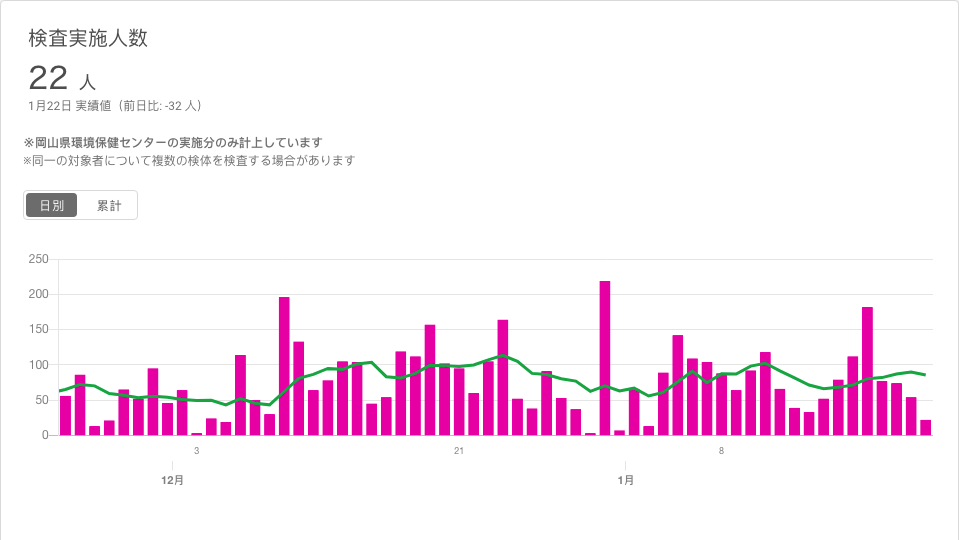 検査実施人数
22 人
1月22日 実績値（前日比: -32 人）
※岡山県環境保健センターの実施分のみ計上しています
※同一の対象者について複数の検体を検査する場合があります
日別 累計
250
200
150
100
50
0
3 21 8
12月 1月